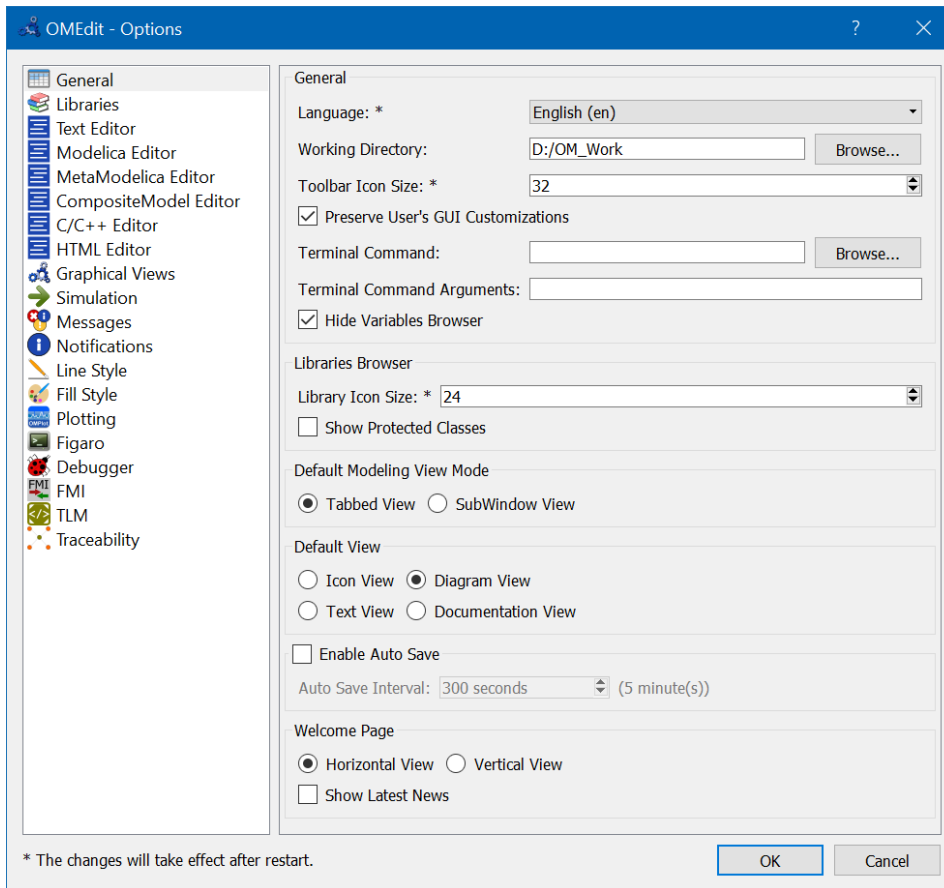 OMEdit - Options
?
General
Libraries
Text Editor
Modelica Editor
MetaModelica Editor
CompositeModel Editor
C/C++ Editor
HTML Editor
Graphical Views
Simulation
Messages
Notifications
Line Style
Fill Style
Plotting
Figaro
Debugger
FMI
FMI
TLM
Traceability
General
Language: * English (en)
Working Directory: D:/OM_Work Browse...
Toolbar Icon Size: * 32
Preserve User's GUI Customizations
Terminal Command: Browse...
Terminal Command Arguments:
Hide Variables Browser
Libraries Browser
Library Icon Size: * 24
Show Protected Classes
Default Modeling View Mode
Tabbed View SubWindow View
Default View
Icon View Diagram View
Text View Documentation View
Enable Auto Save
Auto Save Interval: 300 seconds (5 minute(s))
Welcome Page
Horizontal View Vertical View
Show Latest News
* The changes will take effect after restart.
OK Cancel